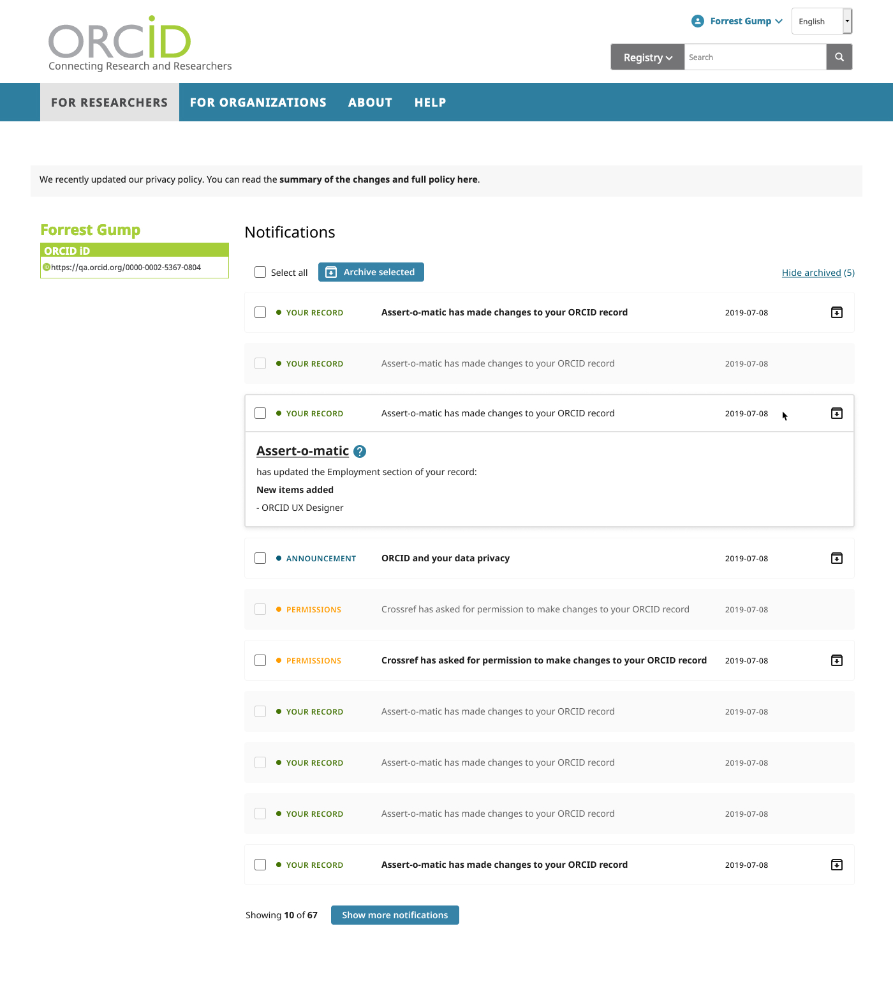 ORCID
Connecting Research and Researchers
Forrest Gump
English
Registry
Search
FOR RESEARCHERS
FOR ORGANIZATIONS
ABOUT
HELP
We recently updated our privacy policy. You can read the summary of the changes and full policy here.
Forrest Gump
ORCID iD
iD https://qa.orcid.org/0000-0002-5367-0804
Notifications
Select all
Archive selected
Hide archived (5)
YOUR RECORD Assert-o-matic has made changes to your ORCID record 2019-07-08
YOUR RECORD Assert-o-matic has made changes to your ORCID record 2019-07-08
YOUR RECORD Assert-o-matic has made changes to your ORCID record 2019-07-08
Assert-o-matic ?
has updated the Employment section of your record:
New items added
- ORCID UX Designer
ANNOUNCEMENT ORCID and your data privacy 2019-07-08
PERMISSIONS Crossref has asked for permission to make changes to your ORCID record 2019-07-08
PERMISSIONS Crossref has asked for permission to make changes to your ORCID record 2019-07-08
YOUR RECORD Assert-o-matic has made changes to your ORCID record 2019-07-08
YOUR RECORD Assert-o-matic has made changes to your ORCID record 2019-07-08
YOUR RECORD Assert-o-matic has made changes to your ORCID record 2019-07-08
YOUR RECORD Assert-o-matic has made changes to your ORCID record 2019-07-08
Showing 10 of 67
Show more notifications